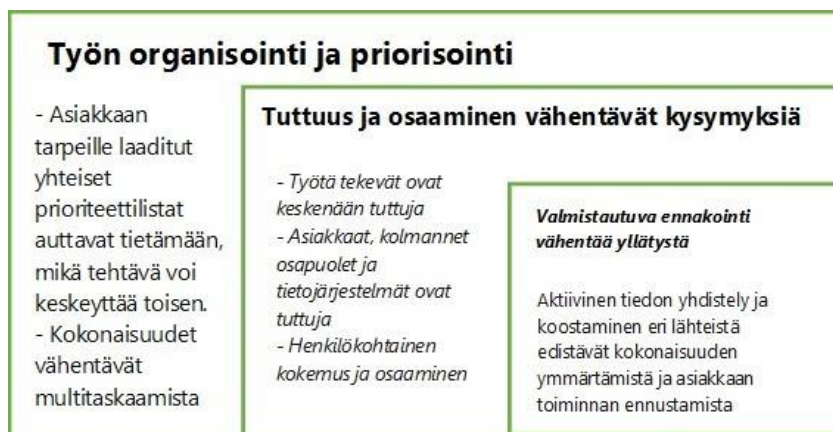 Työn organisointi ja priorisointi
- Asiakkaan
tarpeille laaditut
yhteiset
prioriteettilistat
auttavat tietämään,
mikä tehtävä voi
keskeyttää toisen.
- Kokonaisuudet
vähentävät
multitaskaamista
Tuttuus ja osaaminen vähentävät kysymyksiä
- Työtä tekevät ovat
keskenään tuttuja
- Asiakkaat, kolmannet
osapuolet ja
tietojärjestelmät ovat
tuttuja
- Henkilökohtainen
kokemus ja osaaminen
Valmistautuva ennakointi
vähentää yllätystä
Aktiivinen tiedon yhdistely ja
koostaminen eri lähteistä
edistävät kokonaisuuden
ymmärtämistä ja asiakkaan
toiminnan ennustamista